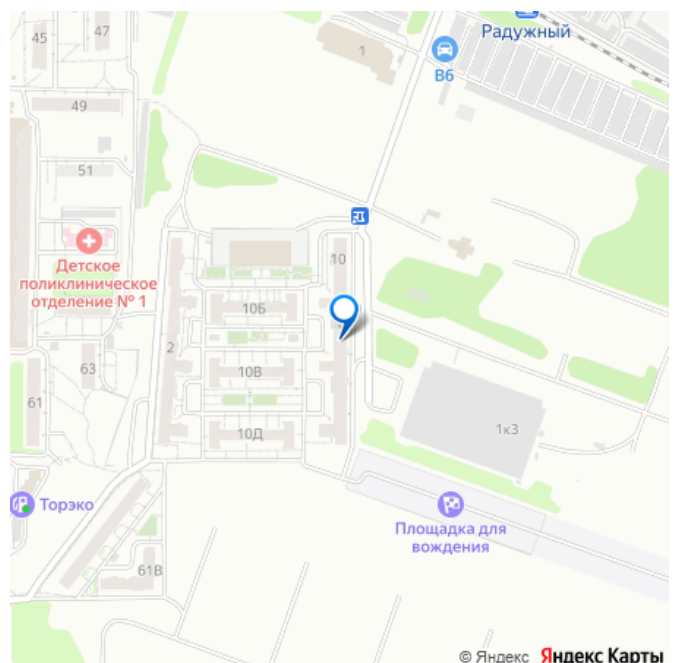 Радужный
45
47
1
В6
49
51
Детское
поликлиническое
отделение № 1
10
10Б
2
10В
63
61
10Д
1к3
Торэко
Площадка для
вождения
61В
© Яндекс Яндекс Карты